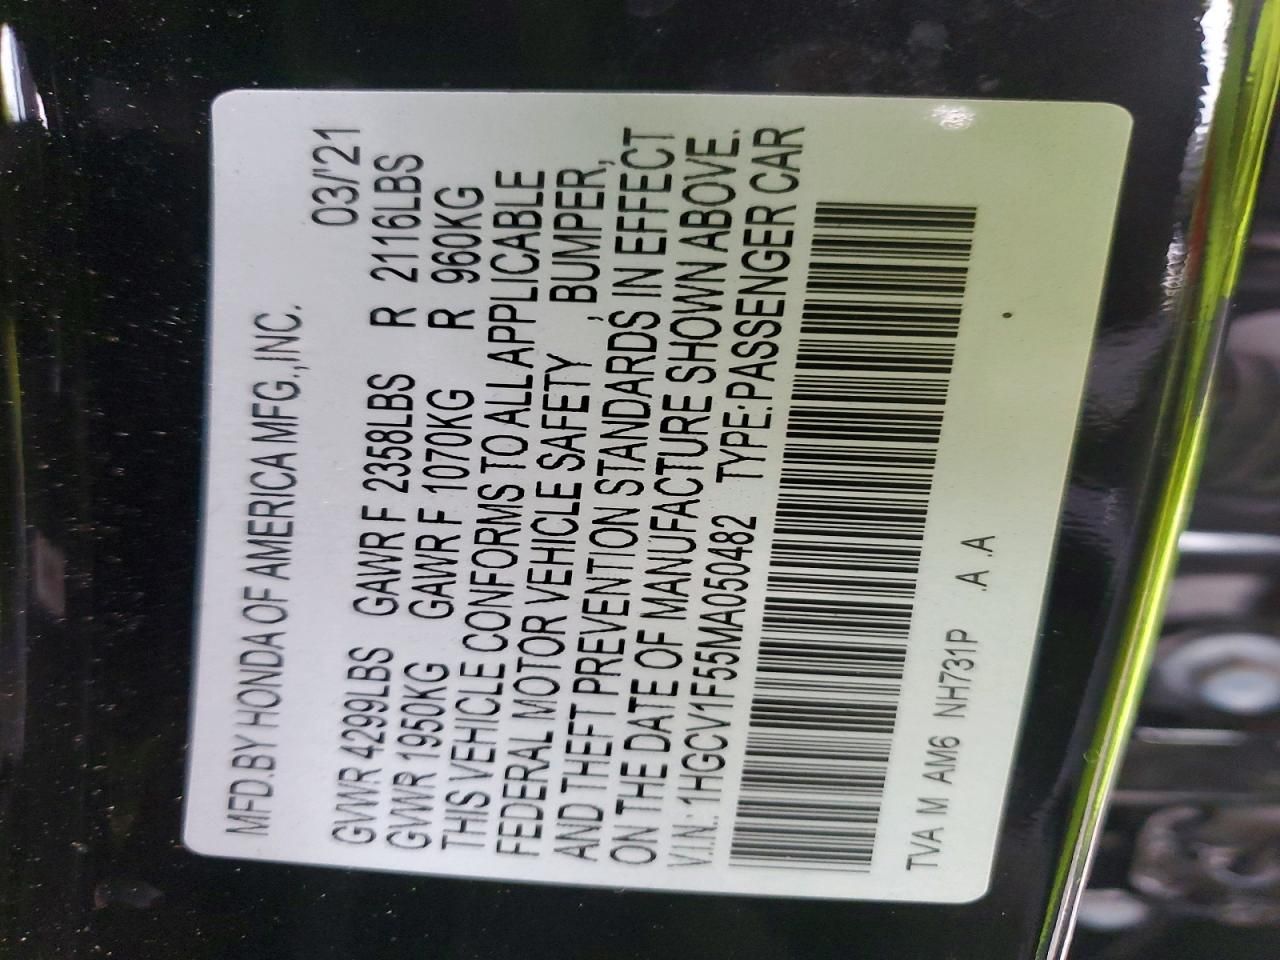 MFD.BY HONDA OF AMERICA MFG.,INC.
03/'21
GVWR 4299LBS GAWR F 2358LBS R 2116LBS
GVWR 1950KG GAWR F 1070KG R 960KG
THIS VEHICLE CONFORMS TO ALL APPLICABLE
FEDERAL MOTOR VEHICLE SAFETY , BUMPER,
AND THEFT PREVENTION STANDARDS IN EFFECT
ON THE DATE OF MANUFACTURE SHOWN ABOVE.
V.I.N.: 1HGCV1F55MA050482 TYPE:PASSENGER CAR
TVA M AM6 NH731P .A .A